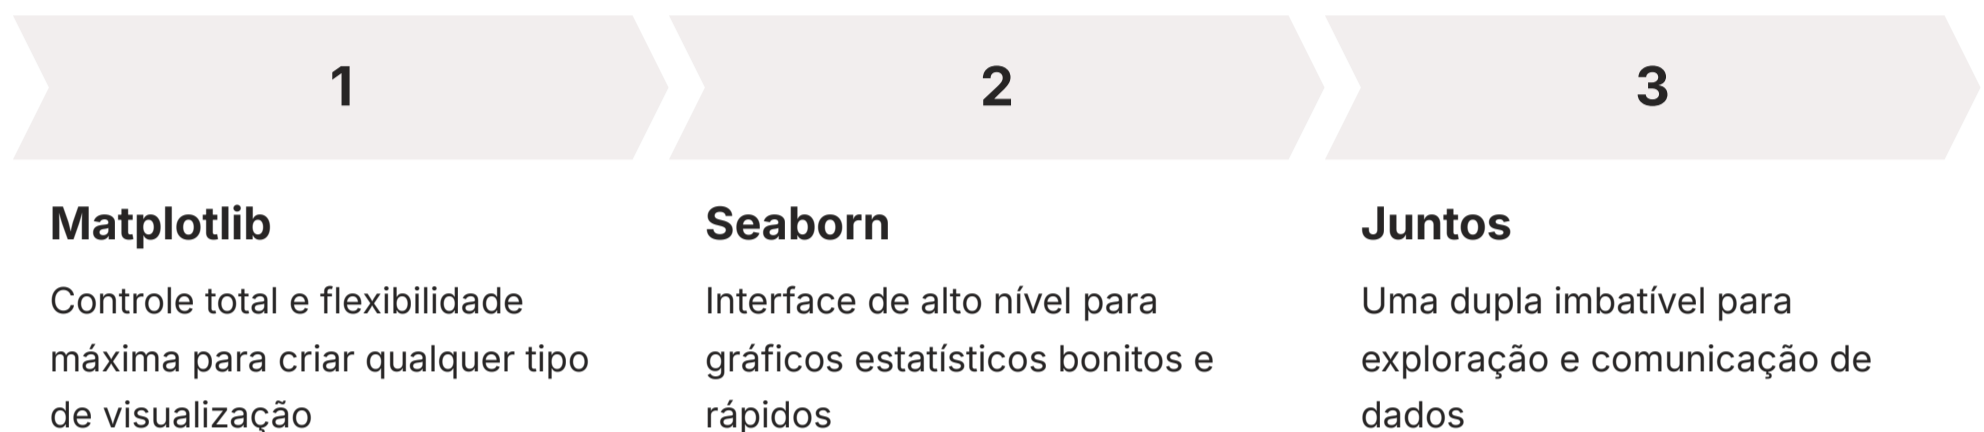 1
2
3
Matplotlib
Controle total e flexibilidade
máxima para criar qualquer tipo
de visualização
Seaborn
Interface de alto nível para
gráficos estatísticos bonitos e
rápidos
Juntos
Uma dupla imbatível para
exploração e comunicação de
dados